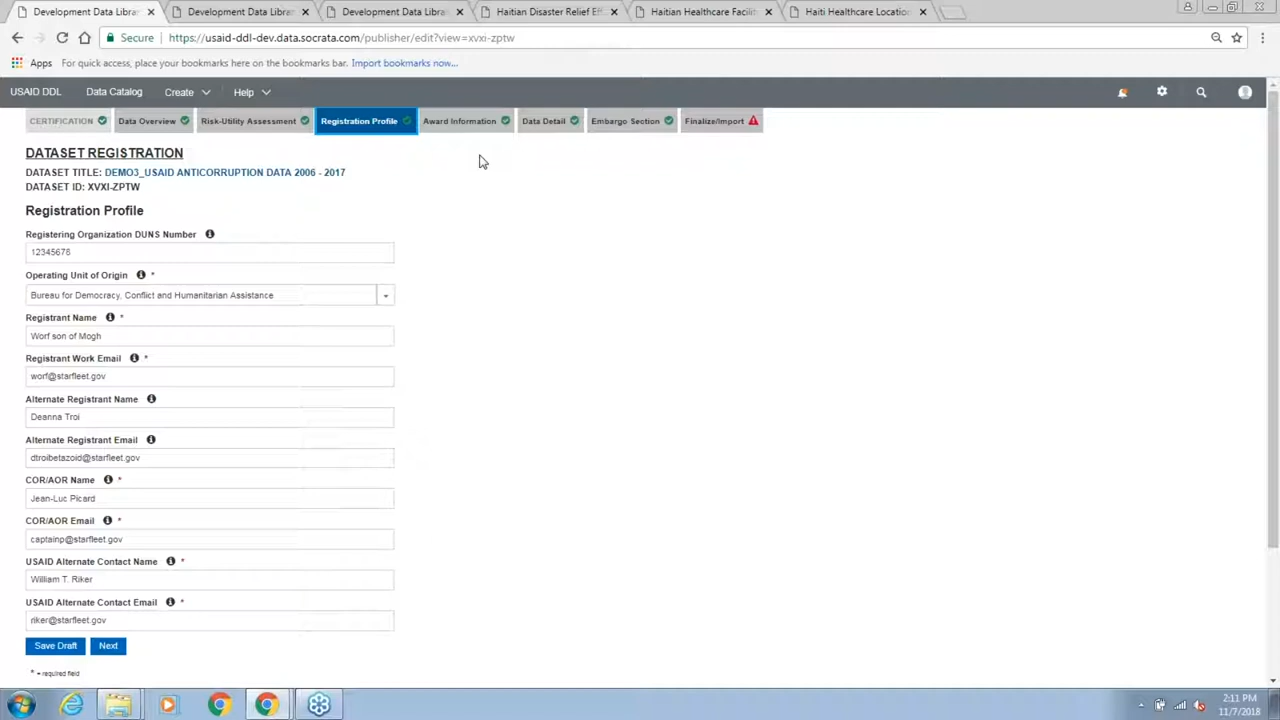 Development Data Librar
Development Data Librar
Development Data Librar
Haitian Disaster Relief Ef
Haitian Healthcare Facilit
Haiti Healthcare Location
Secure
https://usaid-ddl-dev.data.socrata.com/publisher/edit?view=xvxi-zptw
Apps
For quick access, place your bookmarks here on the bookmarks bar.
Import bookmarks now...
USAID DDL
Data Catalog
Create
Help
CERTIFICATION
Data Overview
Risk-Utility Assessment
Registration Profile
Award Information
Data Detail
Embargo Section
Finalize/Import
DATASET REGISTRATION
DATASET TITLE: DEMO3_USAID ANTICORRUPTION DATA 2006 - 2017
DATASET ID: XVXI-ZPTW
Registration Profile
Registering Organization DUNS Number
12345678
Operating Unit of Origin *
Bureau for Democracy, Conflict and Humanitarian Assistance
Registrant Name *
Worf son of Mogh
Registrant Work Email *
worf@starfleet.gov
Alternate Registrant Name
Deanna Troi
Alternate Registrant Email
dtroibetazoid@starfleet.gov
COR/AOR Name *
Jean-Luc Picard
COR/AOR Email *
captainp@starfleet.gov
USAID Alternate Contact Name *
William T. Riker
USAID Alternate Contact Email *
riker@starfleet.gov
Save Draft
Next
* = required field
2:11 PM
11/7/2018